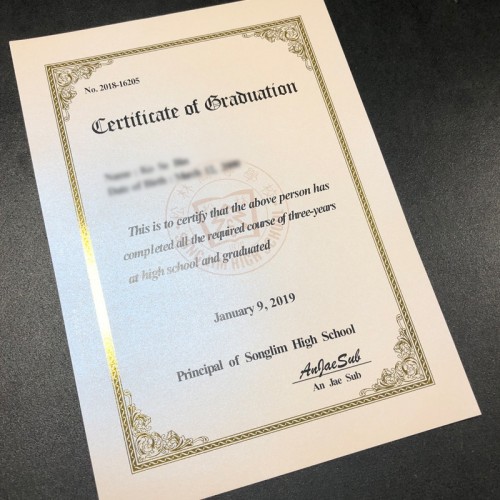 No. 2018-16205
Certificate of Graduation
This is to certify that the above person has
completed all the required course of three-years
at high school and graduated
January 9, 2019
Principal of Songlim High School
AnJaeSub
An Jae Sub